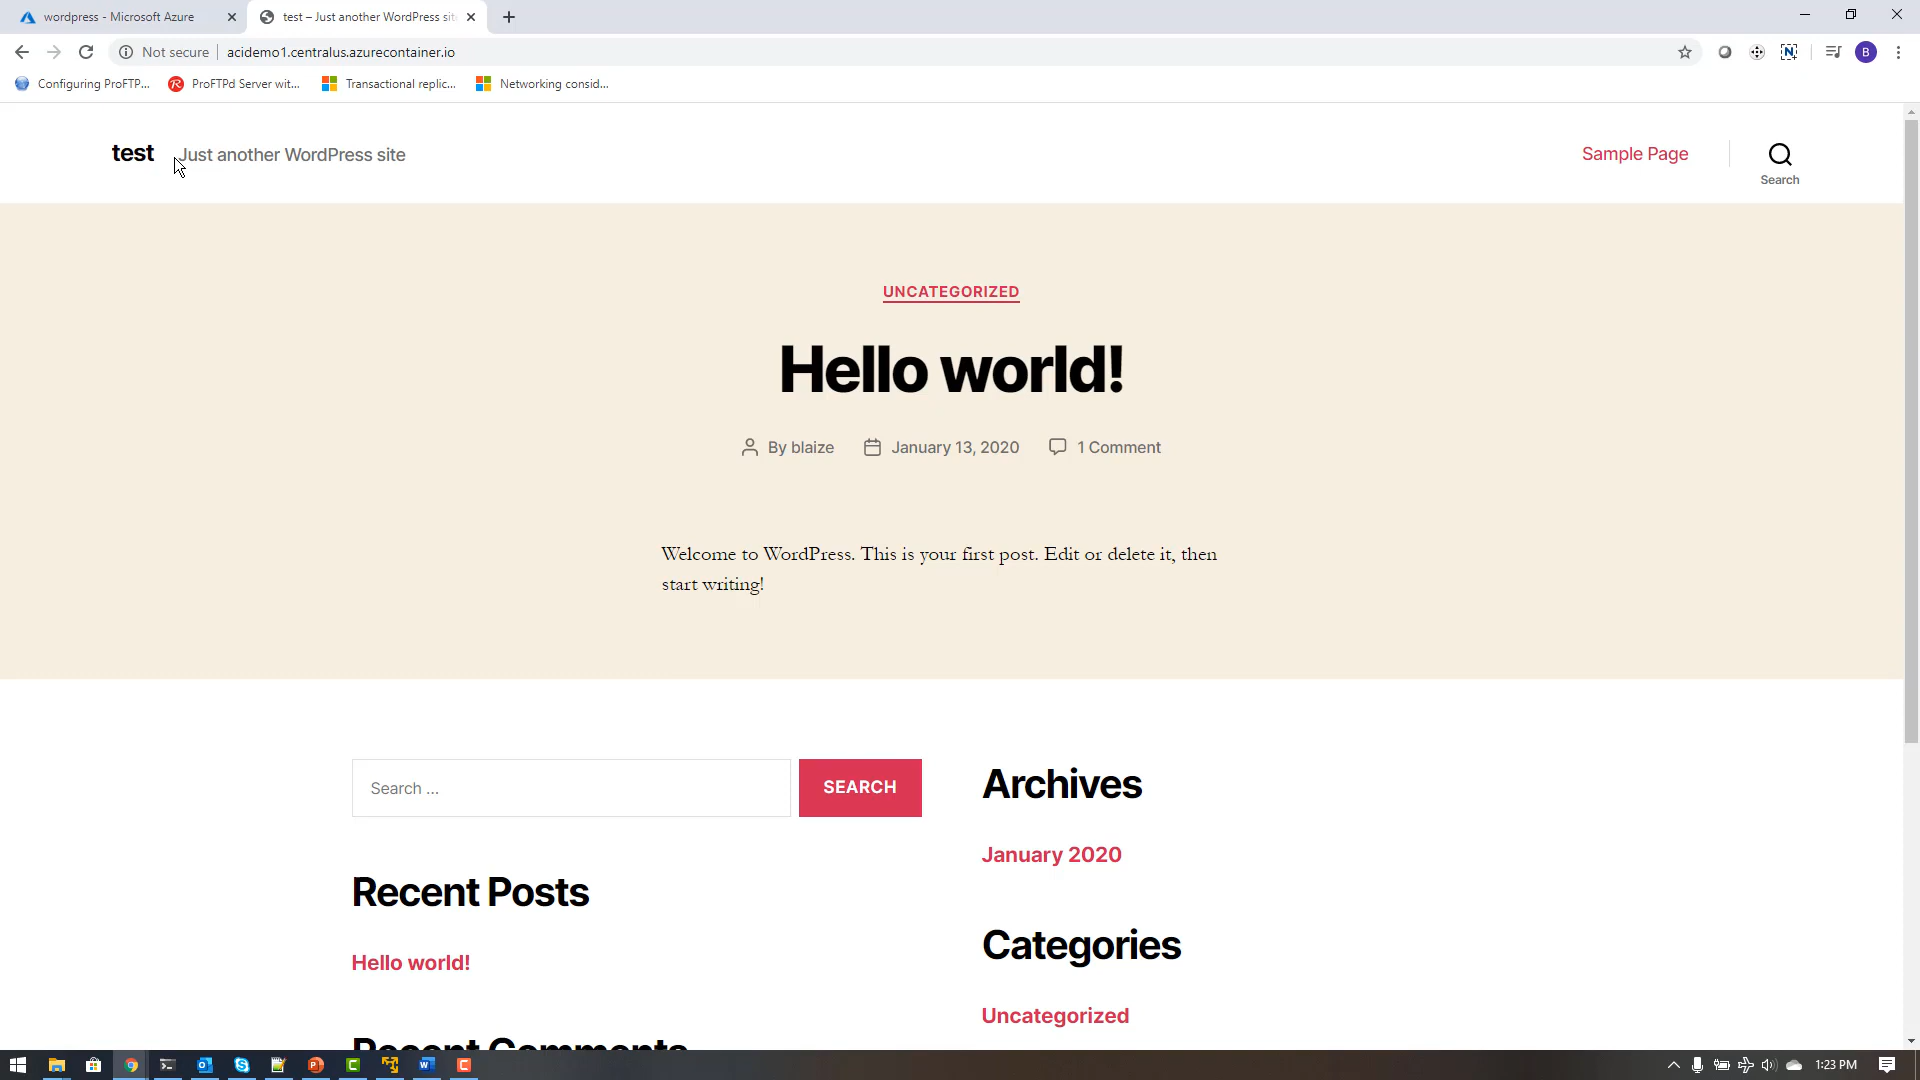 wordpress - Microsoft Azure
test – Just another WordPress sit
Not secure
acidemo1.centralus.azurecontainer.io
B
Configuring ProFTP...
ProFTPd Server wit...
Transactional replic...
Networking consid...
test
Just another WordPress site
Sample Page
Search
UNCATEGORIZED
Hello world!
By blaize
January 13, 2020
1 Comment
Welcome to WordPress. This is your first post. Edit or delete it, then
start writing!
Search …
SEARCH
Archives
January 2020
Recent Posts
Categories
Hello world!
Uncategorized
Recent Comments
1:23 PM